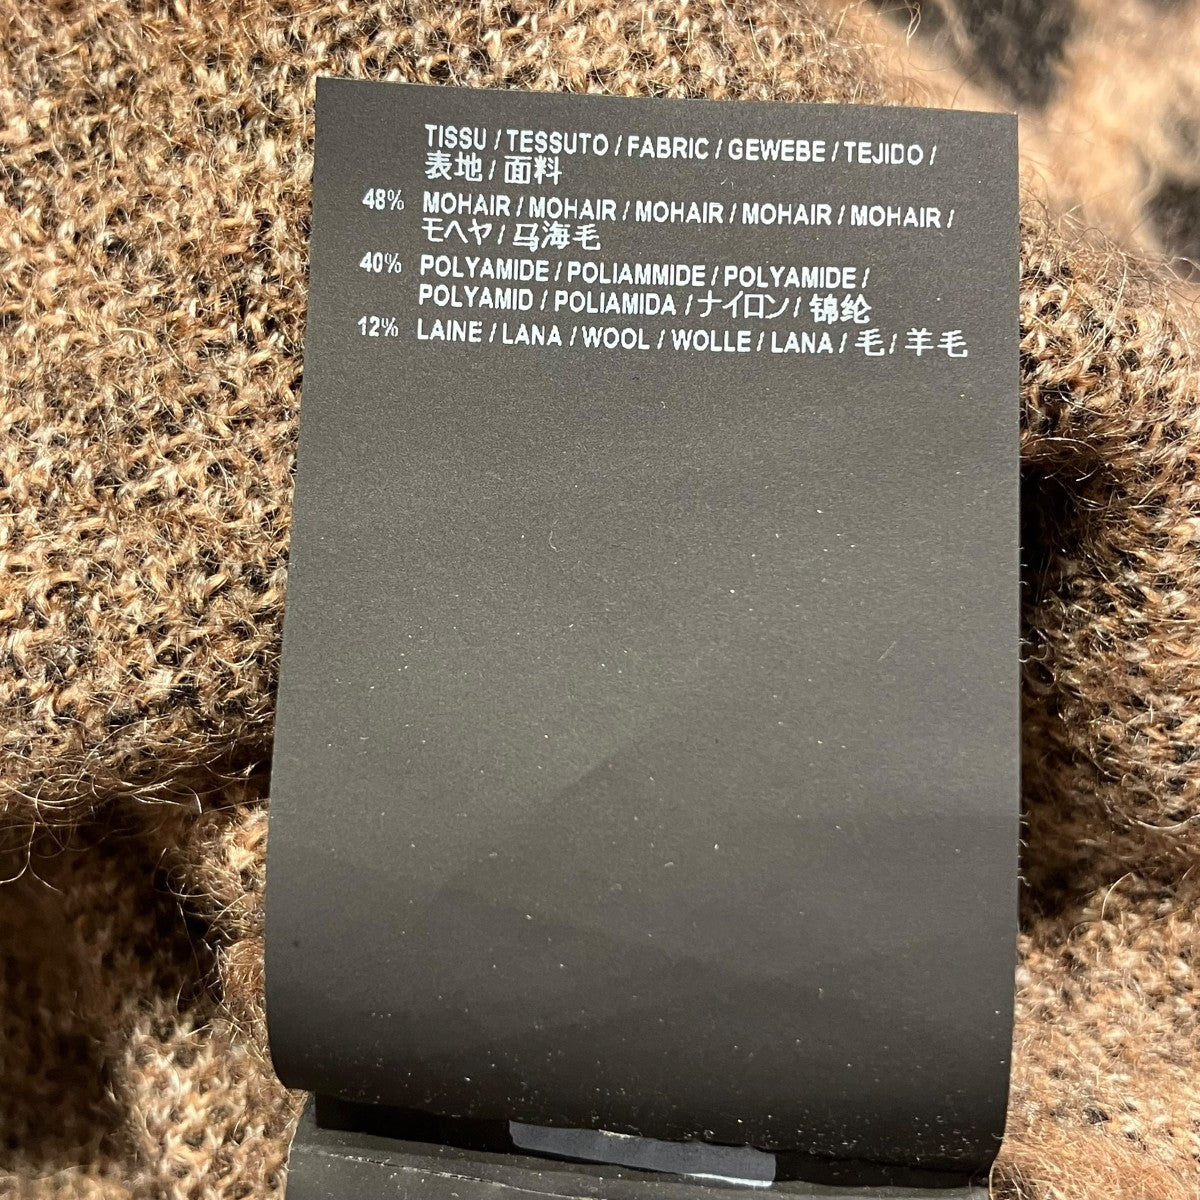 TISSU / TESSUTO / FABRIC / GEWEBE / TEJIDO /
表地 / 面料
48% MOHAIR / MOHAIR / MOHAIR / MOHAIR / MOHAIR /
モヘヤ / 马海毛
40% POLYAMIDE / POLIAMMIDE / POLYAMIDE /
POLYAMID / POLIAMIDA / ナイロン / 锦纶
12% LAINE / LANA / WOOL / WOLLE / LANA / 毛 / 羊毛